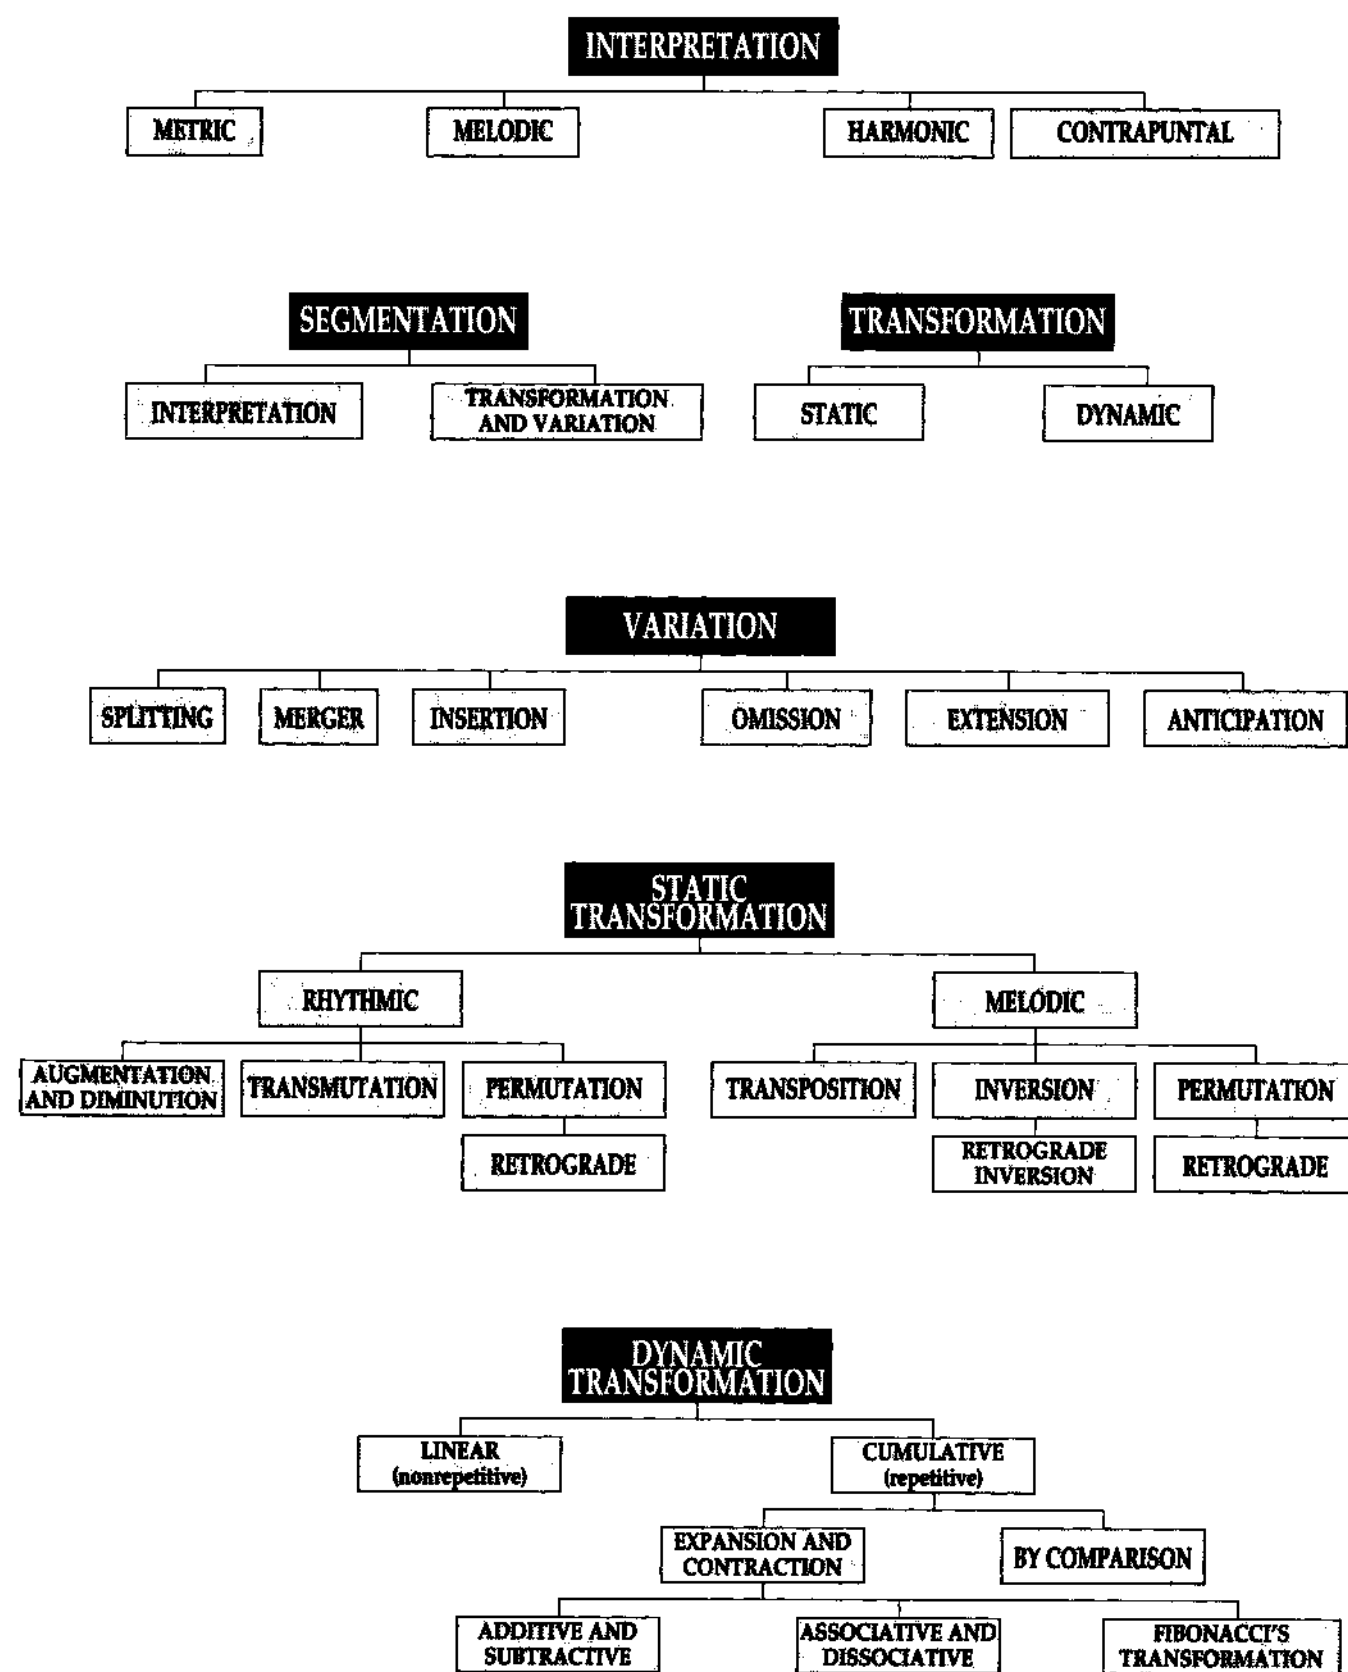 INTERPRETATION
METRIC MELODIC HARMONIC CONTRAPUNTAL
SEGMENTATION TRANSFORMATION
INTERPRETATION
TRANSFORMATION
AND VARIATION
STATIC DYNAMIC
VARIATION
SPLITTING MERGER INSERTION OMISSION EXTENSION ANTICIPATION
STATIC
TRANSFORMATION
RHYTHMIC MELODIC
AUGMENTATION
AND DIMINUTION
TRANSMUTATION PERMUTATION TRANSPOSITION INVERSION PERMUTATION
RETROGRADE
RETROGRADE
INVERSION
RETROGRADE
DYNAMIC
TRANSFORMATION
LINEAR
(nonrepetitive)
CUMULATIVE
(repetitive)
EXPANSION AND
CONTRACTION
BY COMPARISON
ADDITIVE AND
SUBTRACTIVE
ASSOCIATIVE AND
DISSOCIATIVE
FIBONACCI'S
TRANSFORMATION